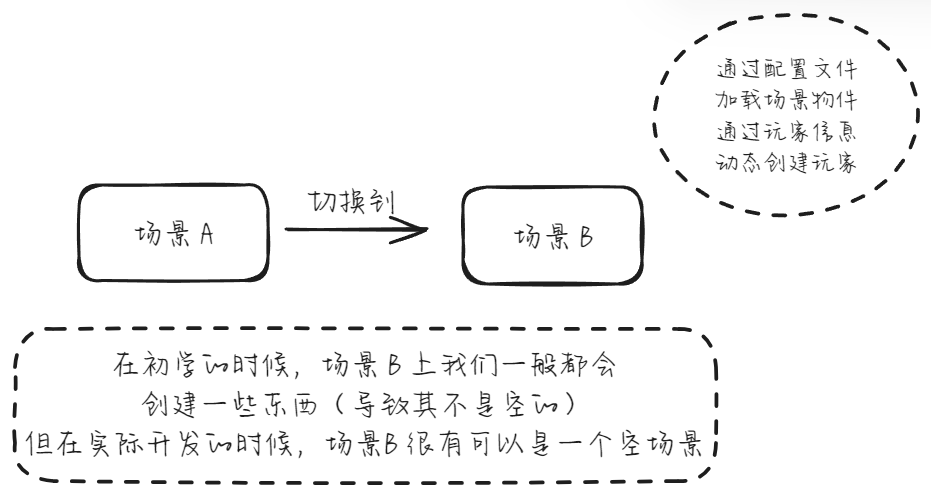 通过配置文件
加载场景物件
通过玩家信息
动态创建玩家
切换到
场景A
场景B
在初学的时候，场景B上我们一般都会
创建一些东西（导致其不是空的）
但在实际开发的时候，场景B很有可以是一个空场景